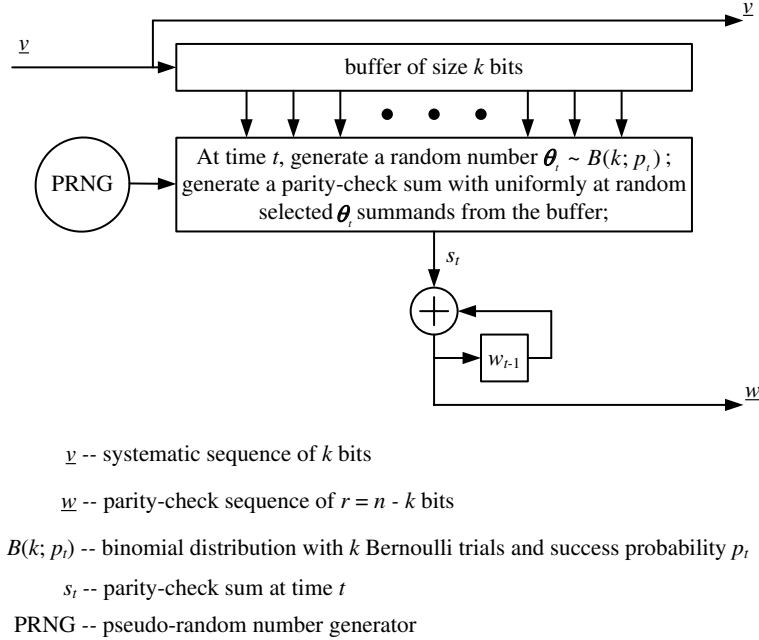 v
v
buffer of size k bits
PRNG
At time t, generate a random number θₜ ~ B(k; pₜ) ;
generate a parity-check sum with uniformly at random
selected θₜ summands from the buffer;
sₜ
wₜ₋₁
w
v -- systematic sequence of k bits
w -- parity-check sequence of r = n - k bits
B(k; pₜ) -- binomial distribution with k Bernoulli trials and success probability pₜ
sₜ -- parity-check sum at time t
PRNG -- pseudo-random number generator